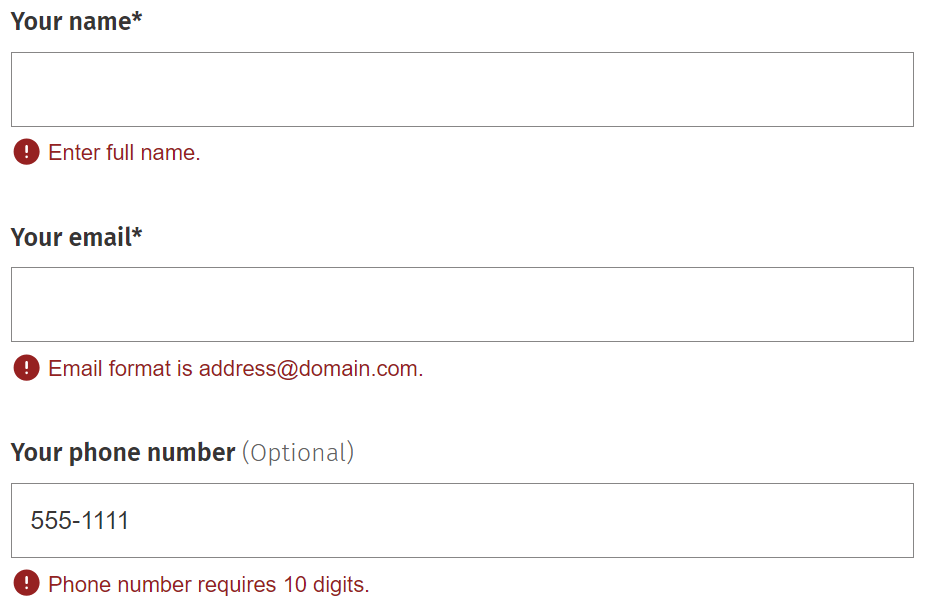 Your name*
Enter full name.
Your email*
Email format is address@domain.com.
Your phone number (Optional)
555-1111
Phone number requires 10 digits.